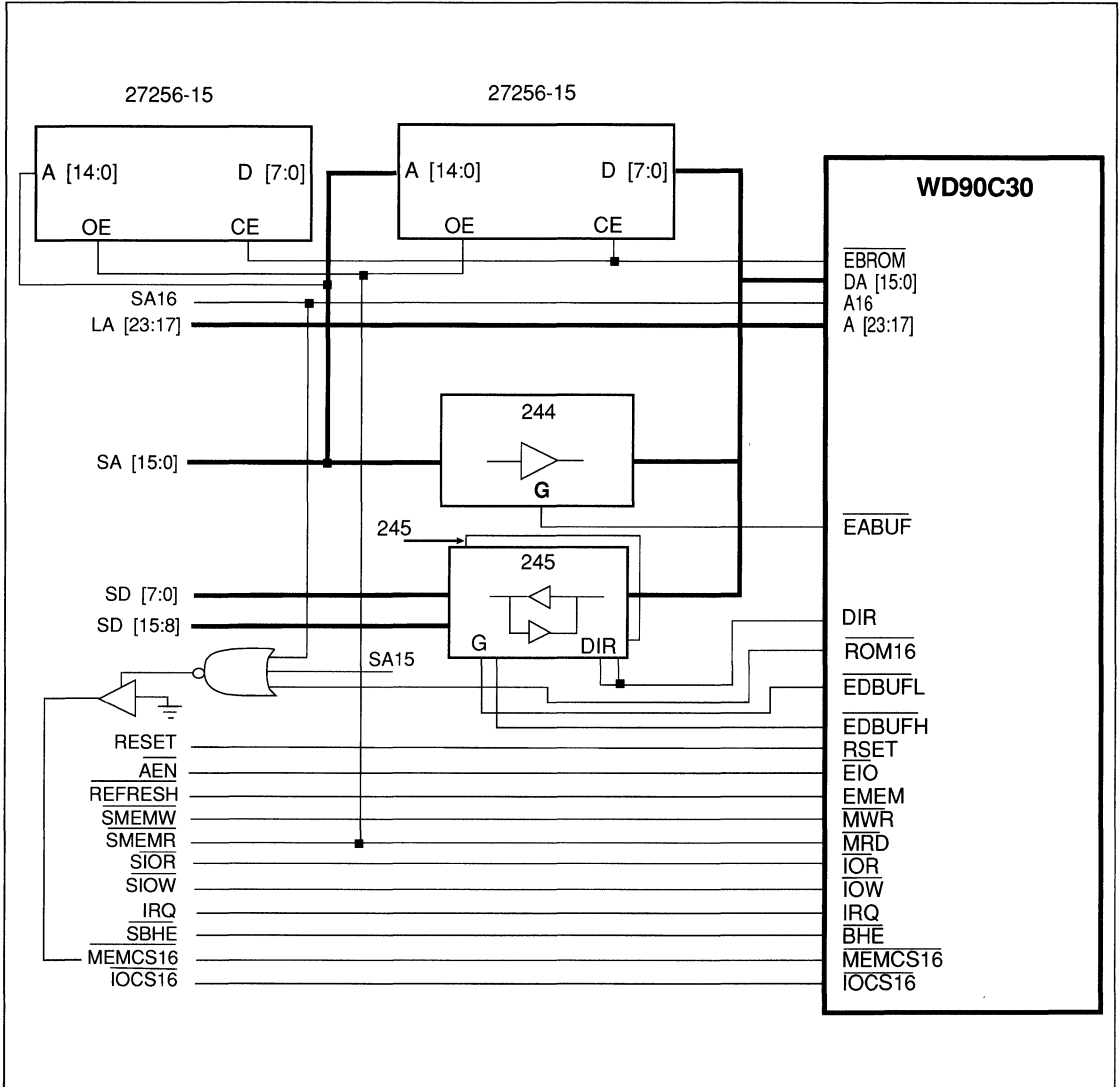 27256-15
27256-15
A [14:0]
D [7:0]
OE
CE
A [14:0]
D [7:0]
OE
CE
WD90C30
EBROM
DA [15:0]
A16
A [23:17]
SA16
LA [23:17]
244
G
SA [15:0]
EABUF
245
245
G
DIR
SD [7:0]
SD [15:8]
SA15
DIR
ROM16
EDBUFL
EDBUFH
RESET
RSET
AEN
EIO
REFRESH
EMEM
SMEMW
MWR
SMEMR
MRD
SIOR
IOR
SIOW
IOW
IRQ
IRQ
SBHE
BHE
MEMCS16
MEMCS16
IOCS16
IOCS16